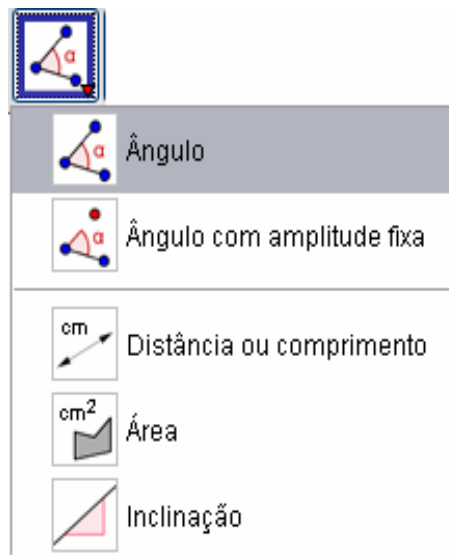 α
α Ângulo
α Ângulo com amplitude fixa
cm Distância ou comprimento
cm² Área
Inclinação